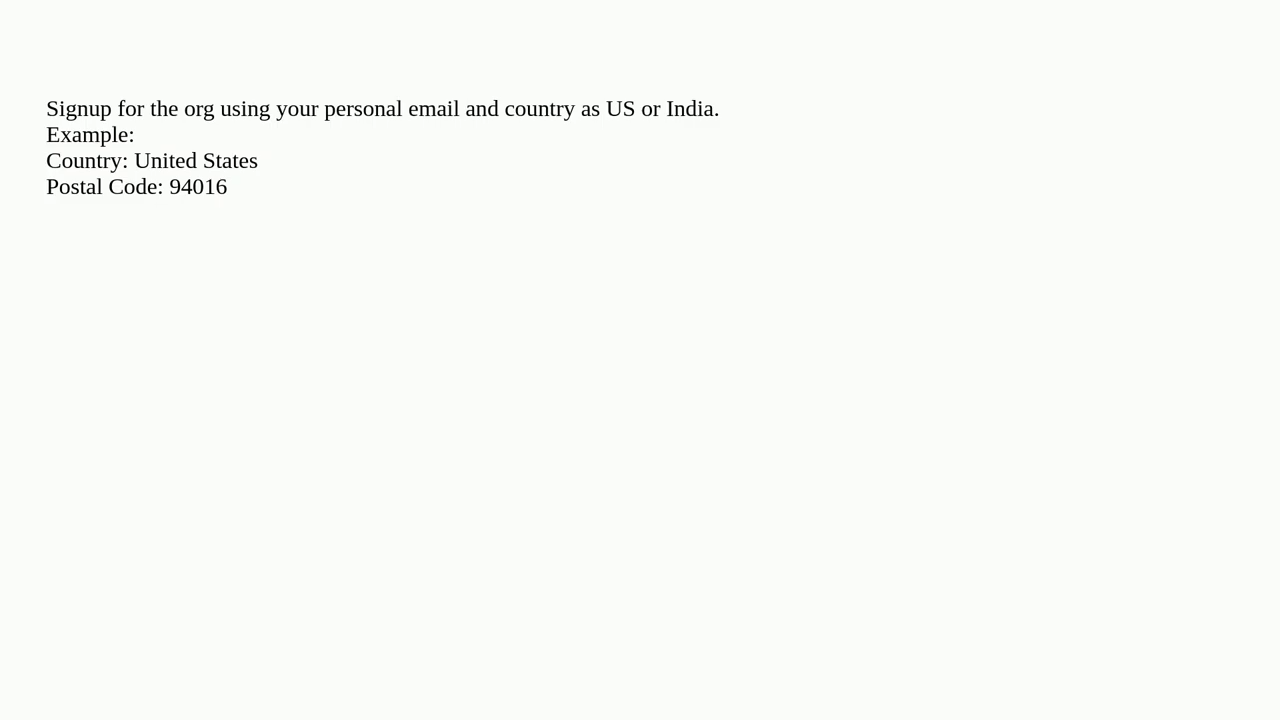 Signup for the org using your personal email and country as US or India.
Example:
Country: United States
Postal Code: 94016